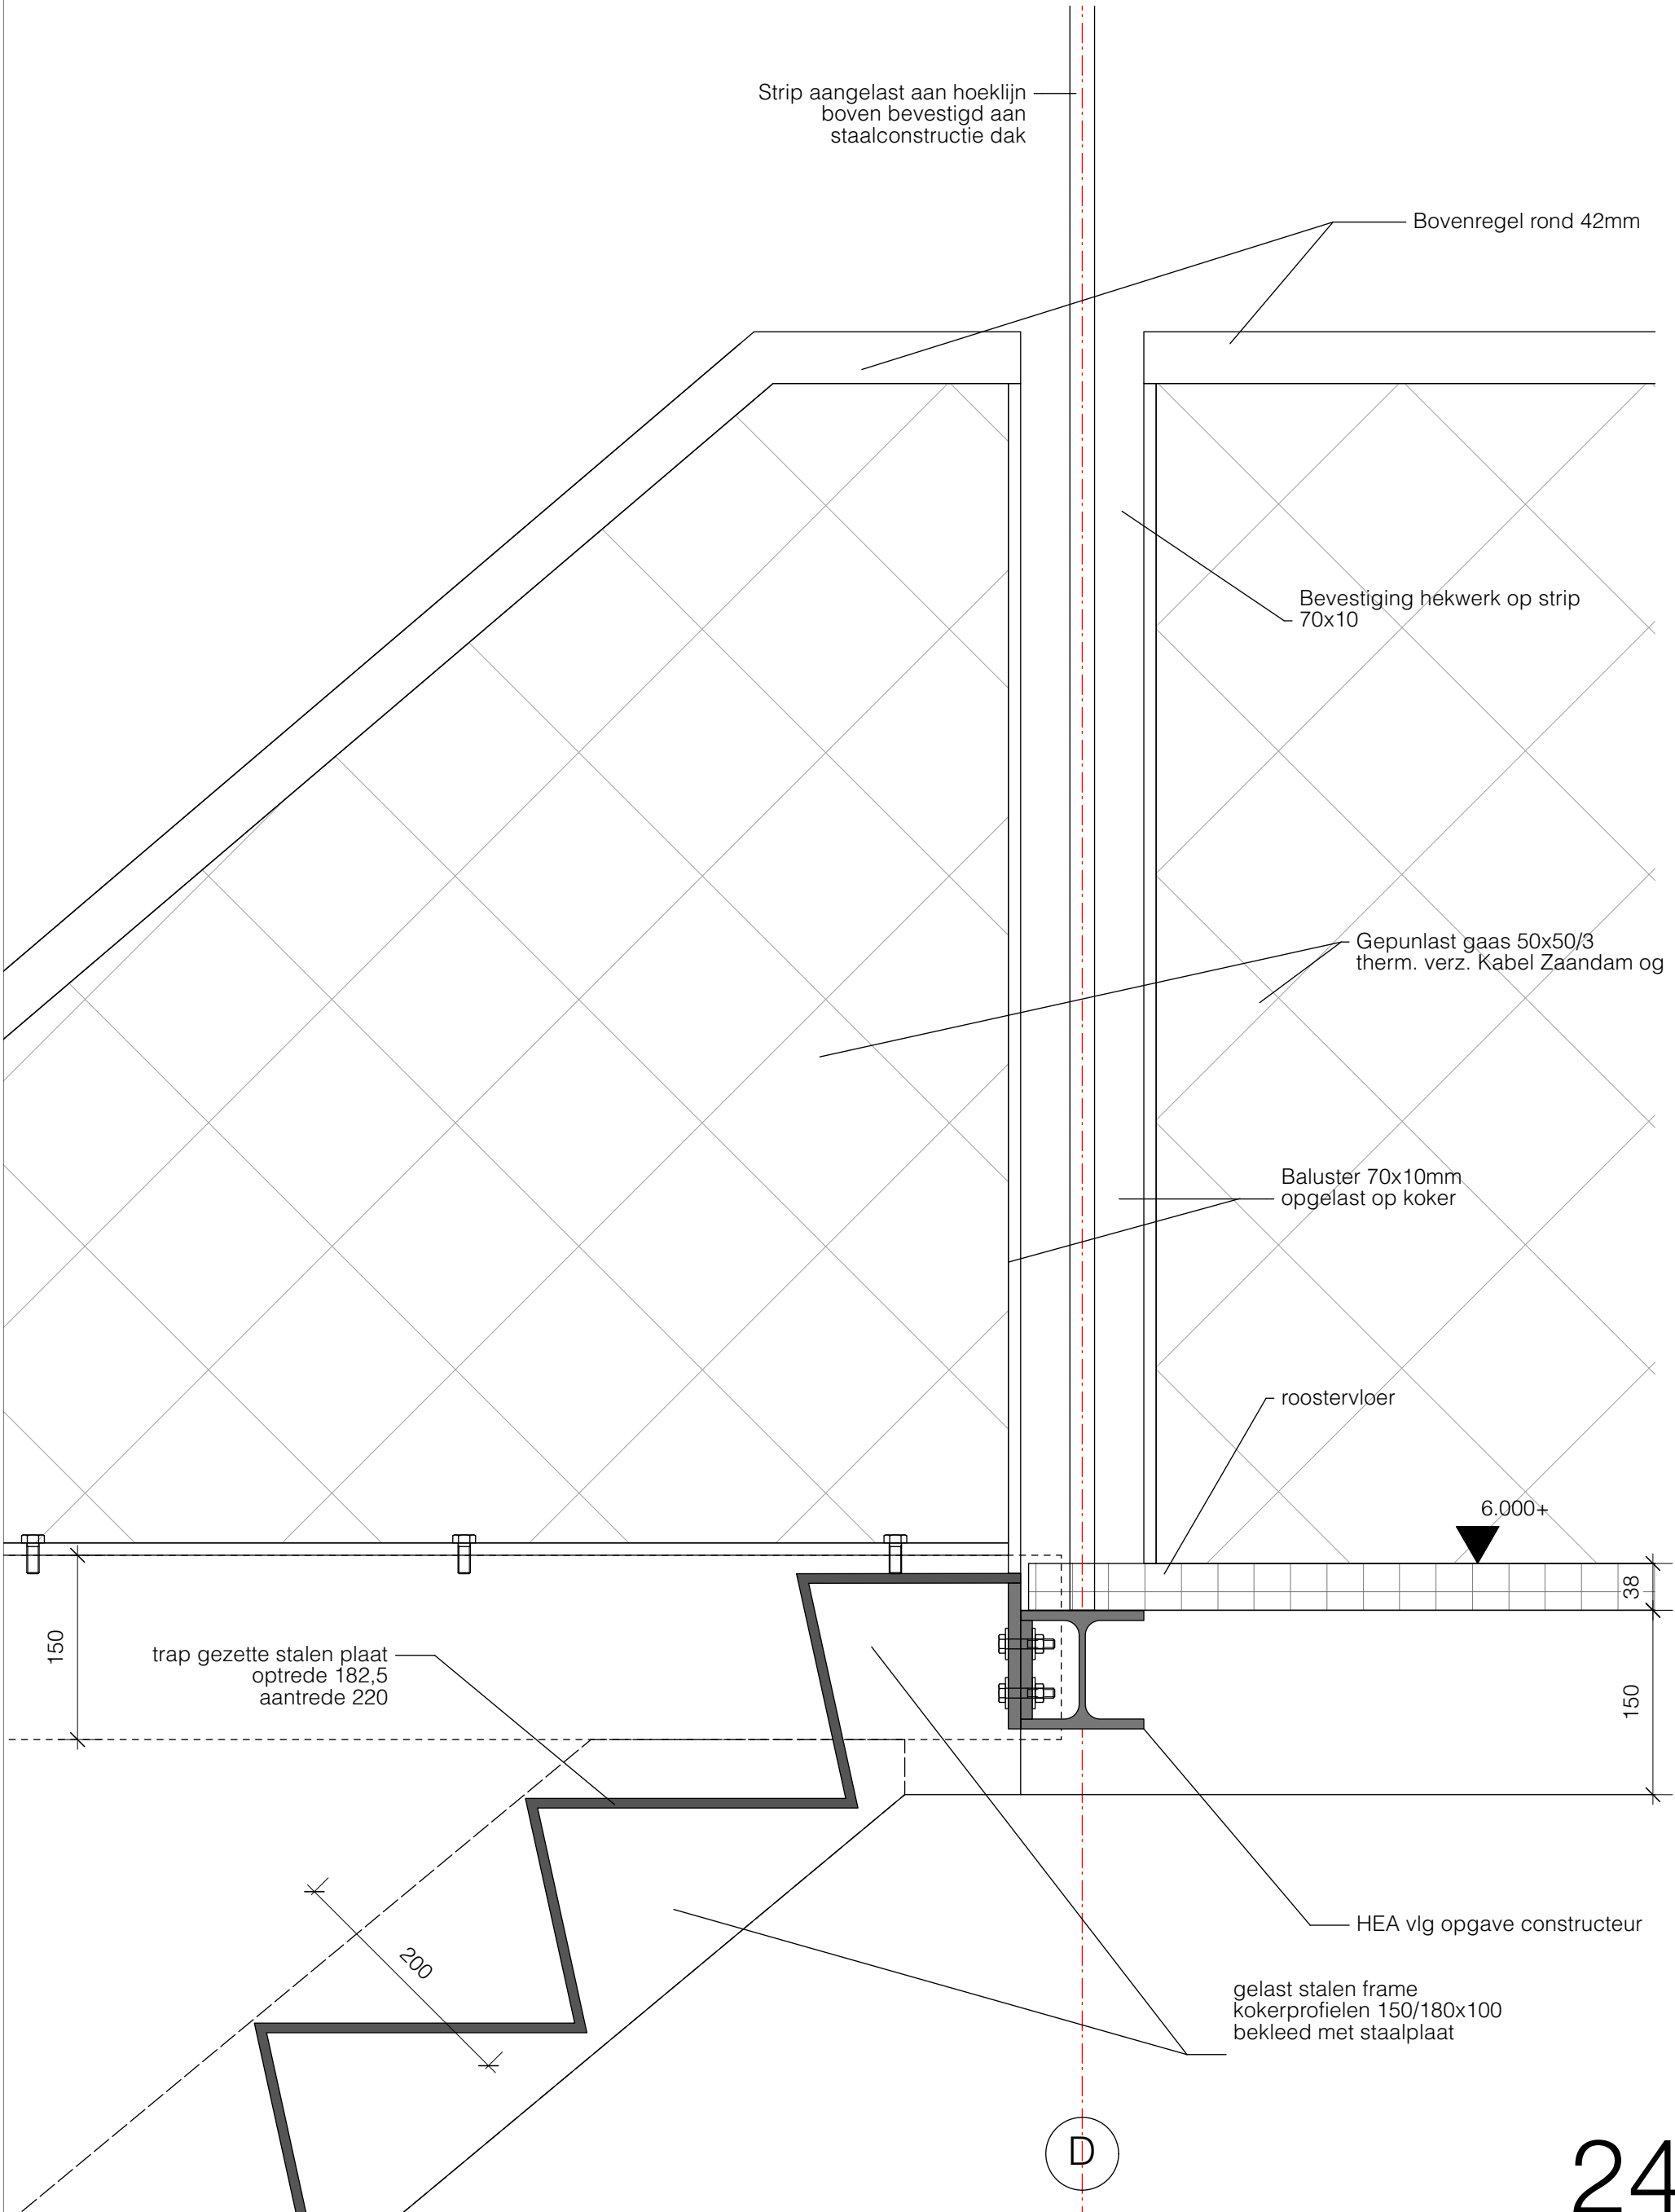 Strip aangelast aan hoeklijn
boven bevestigd aan
staalconstructie dak
Bovenregel rond 42mm
Bevestiging hekwerk op strip
70x10
Gepunlast gaas 50x50/3
therm. verz. Kabel Zaandam og
Baluster 70x10mm
opgelast op koker
roostervloer
6.000+
38
150
trap gezette stalen plaat
optrede 182,5
aantrede 220
150
HEA vlg opgave constructeur
200
gelast stalen frame
kokerprofielen 150/180x100
bekleed met staalplaat
D
24